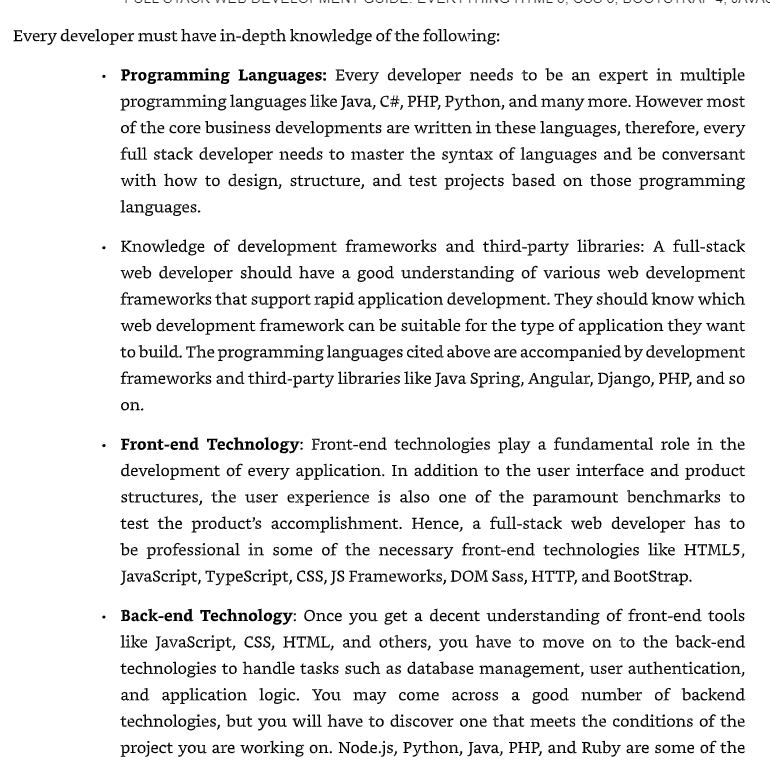 FULL STACK WEB DEVELOPMENT GUIDE: EVERYTHING HTML 5, CSS 3, BOOTSTRAP 4,
Every developer must have in-depth knowledge of the following:
· Programming Languages: Every developer needs to be an expert in multiple
programming languages like Java, C#, PHP, Python, and many more. However most
of the core business developments are written in these languages, therefore, every
full stack developer needs to master the syntax of languages and be conversant
with how to design, structure, and test projects based on those programming
languages.
· Knowledge of development frameworks and third-party libraries: A full-stack
web developer should have a good understanding of various web development
frameworks that support rapid application development. They should know which
web development framework can be suitable for the type of application they want
to build. The programming languages cited above are accompanied by development
frameworks and third-party libraries like Java Spring, Angular, Django, PHP, and so
on.
· Front-end Technology: Front-end technologies play a fundamental role in the
development of every application. In addition to the user interface and product
structures, the user experience is also one of the paramount benchmarks to
test the product's accomplishment. Hence, a full-stack web developer has to
be professional in some of the necessary front-end technologies like HTML5,
JavaScript, TypeScript, CSS, JS Frameworks, DOM Sass, HTTP, and BootStrap.
· Back-end Technology: Once you get a decent understanding of front-end tools
like JavaScript, CSS, HTML, and others, you have to move on to the back-end
technologies to handle tasks such as database management, user authentication,
and application logic. You may come across a good number of backend
technologies, but you will have to discover one that meets the conditions of the
project you are working on. Node.js, Python, Java, PHP, and Ruby are some of the